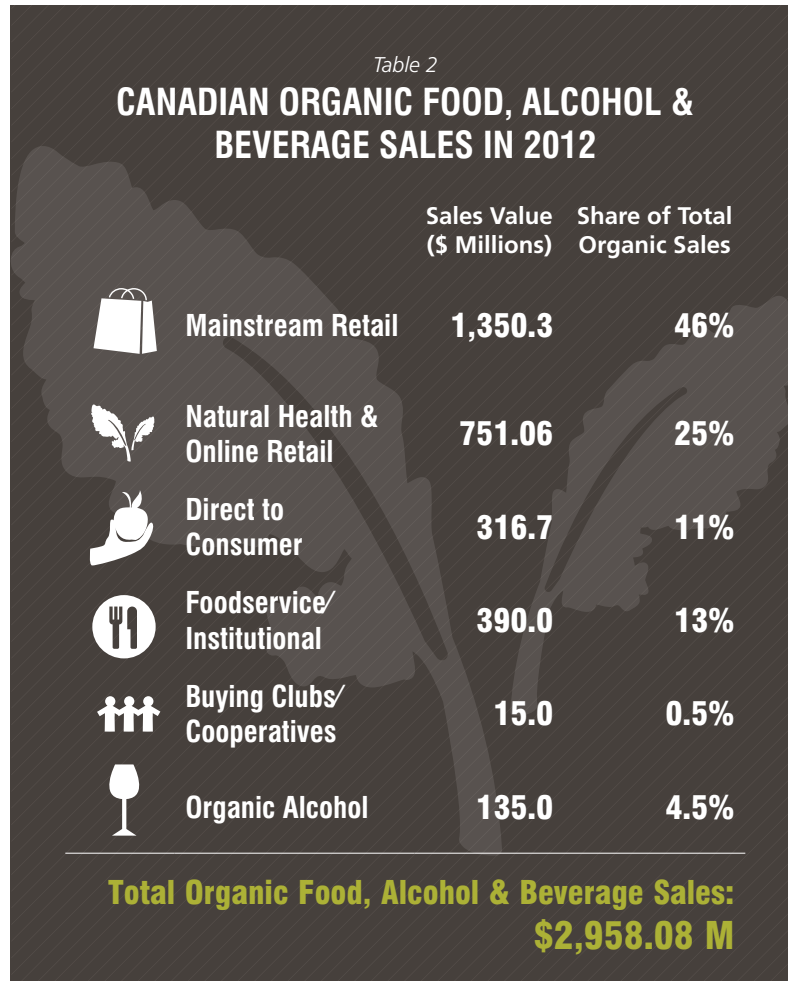 Table 2
CANADIAN ORGANIC FOOD, ALCOHOL &
BEVERAGE SALES IN 2012
Sales Value Share of Total
($ Millions) Organic Sales
Mainstream Retail 1,350.3 46%
Natural Health &
Online Retail 751.06 25%
Direct to
Consumer 316.7 11%
Foodservice/
Institutional 390.0 13%
Buying Clubs/
Cooperatives 15.0 0.5%
Organic Alcohol 135.0 4.5%
Total Organic Food, Alcohol & Beverage Sales:
$2,958.08 M